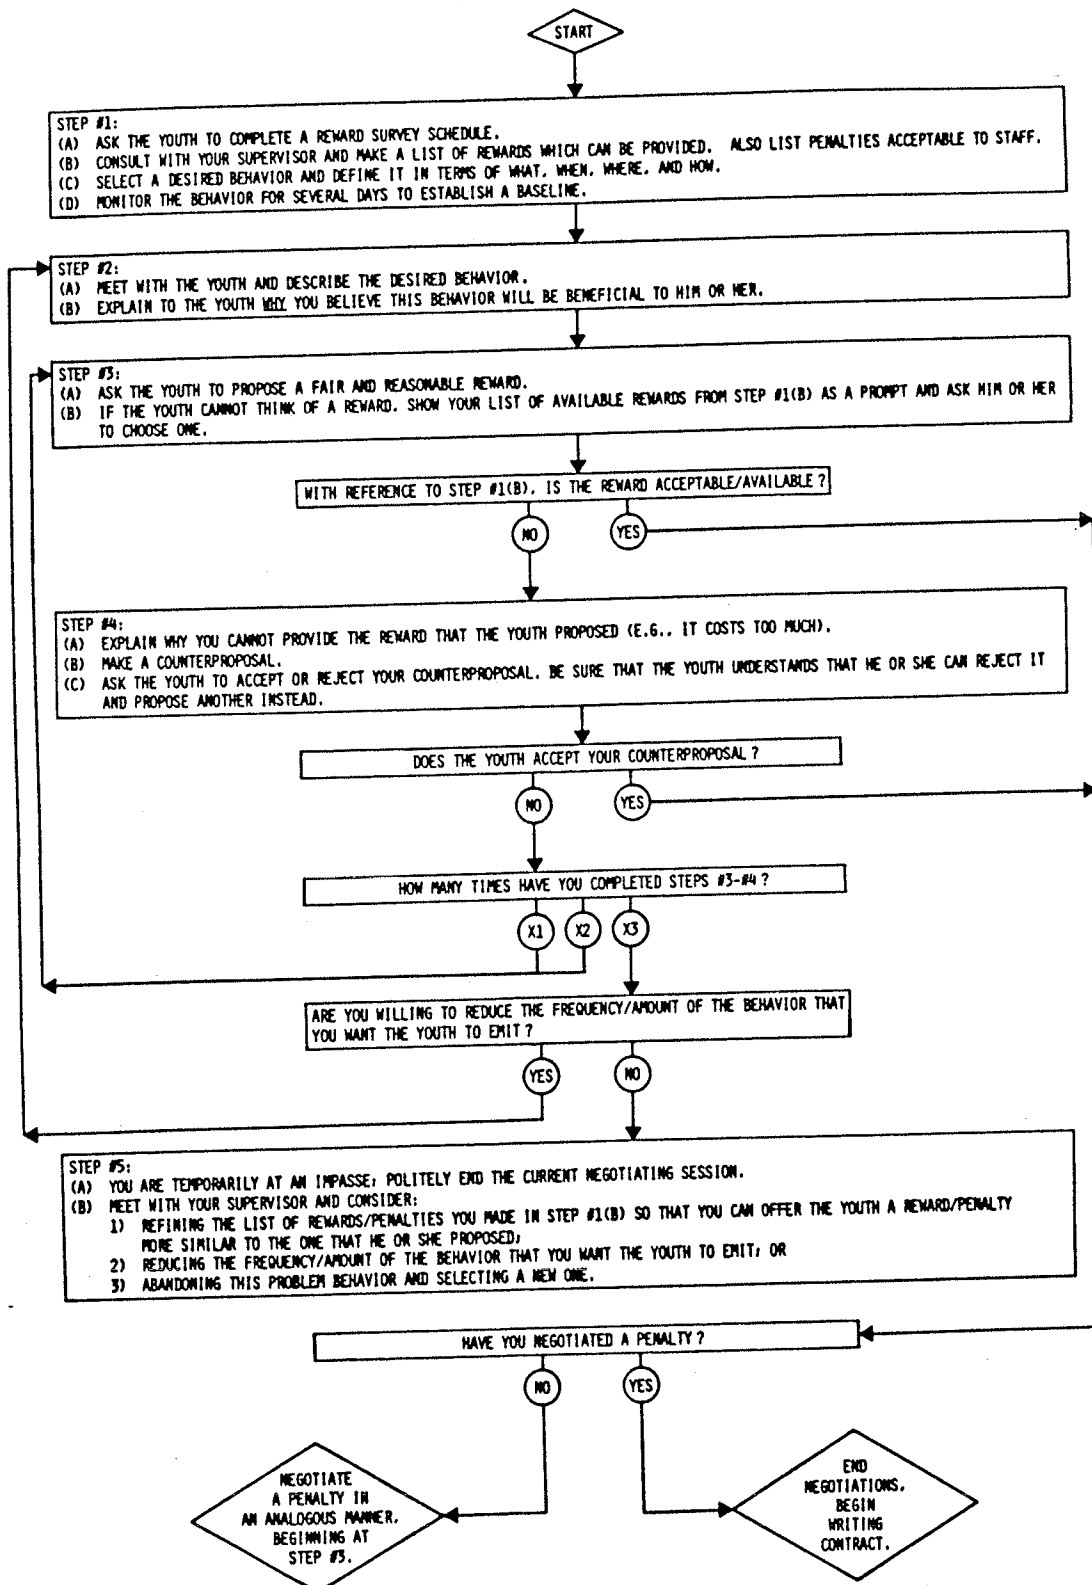 START
STEP #1:
(A) ASK THE YOUTH TO COMPLETE A REWARD SURVEY SCHEDULE.
(B) CONSULT WITH YOUR SUPERVISOR AND MAKE A LIST OF REWARDS WHICH CAN BE PROVIDED. ALSO LIST PENALTIES ACCEPTABLE TO STAFF.
(C) SELECT A DESIRED BEHAVIOR AND DEFINE IT IN TERMS OF WHAT, WHEN, WHERE, AND HOW.
(D) MONITOR THE BEHAVIOR FOR SEVERAL DAYS TO ESTABLISH A BASELINE.
STEP #2:
(A) MEET WITH THE YOUTH AND DESCRIBE THE DESIRED BEHAVIOR.
(B) EXPLAIN TO THE YOUTH WHY YOU BELIEVE THIS BEHAVIOR WILL BE BENEFICIAL TO HIM OR HER.
STEP #3:
(A) ASK THE YOUTH TO PROPOSE A FAIR AND REASONABLE REWARD.
(B) IF THE YOUTH CANNOT THINK OF A REWARD, SHOW YOUR LIST OF AVAILABLE REWARDS FROM STEP #1(B) AS A PROMPT AND ASK HIM OR HER
TO CHOOSE ONE.
WITH REFERENCE TO STEP #1(B), IS THE REWARD ACCEPTABLE/AVAILABLE?
NO YES
STEP #4:
(A) EXPLAIN WHY YOU CANNOT PROVIDE THE REWARD THAT THE YOUTH PROPOSED (E.G., IT COSTS TOO MUCH).
(B) MAKE A COUNTERPROPOSAL.
(C) ASK THE YOUTH TO ACCEPT OR REJECT YOUR COUNTERPROPOSAL. BE SURE THAT THE YOUTH UNDERSTANDS THAT HE OR SHE CAN REJECT IT
AND PROPOSE ANOTHER INSTEAD.
DOES THE YOUTH ACCEPT YOUR COUNTERPROPOSAL?
NO YES
HOW MANY TIMES HAVE YOU COMPLETED STEPS #3-#4?
X1 X2 X3
ARE YOU WILLING TO REDUCE THE FREQUENCY/AMOUNT OF THE BEHAVIOR THAT
YOU WANT THE YOUTH TO EMIT?
YES NO
STEP #5:
(A) YOU ARE TEMPORARILY AT AN IMPASSE; POLITELY END THE CURRENT NEGOTIATING SESSION.
(B) MEET WITH YOUR SUPERVISOR AND CONSIDER:
1) REFINING THE LIST OF REWARDS/PENALTIES YOU MADE IN STEP #1(B) SO THAT YOU CAN OFFER THE YOUTH A REWARD/PENALTY
MORE SIMILAR TO THE ONE THAT HE OR SHE PROPOSED;
2) REDUCING THE FREQUENCY/AMOUNT OF THE BEHAVIOR THAT YOU WANT THE YOUTH TO EMIT; OR
3) ABANDONING THIS PROBLEM BEHAVIOR AND SELECTING A NEW ONE.
HAVE YOU NEGOTIATED A PENALTY?
NO YES
NEGOTIATE
A PENALTY IN
AN ANALOGOUS MANNER,
BEGINNING AT
STEP #3.
END
NEGOTIATIONS.
BEGIN
WRITING
CONTRACT.